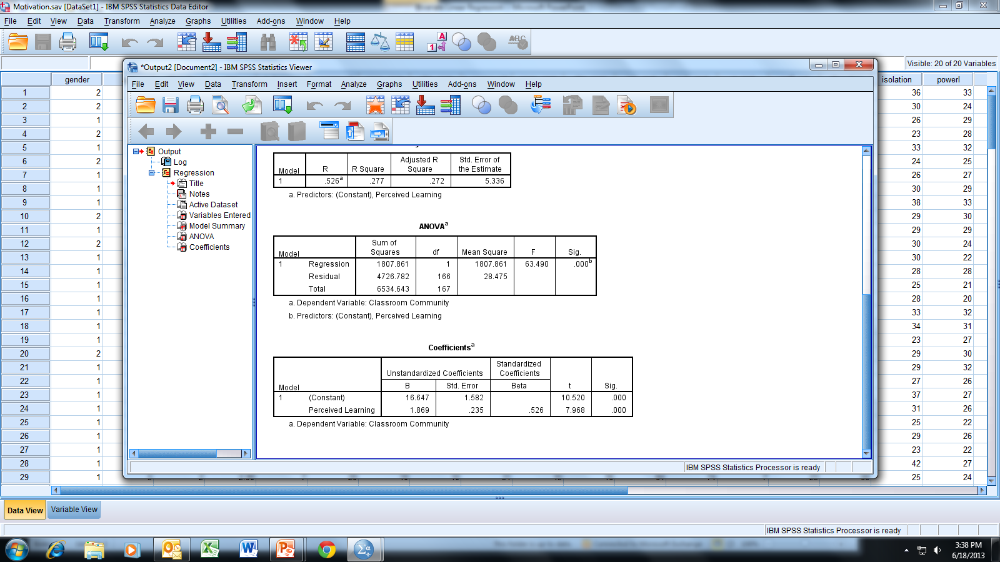 Motivation.sav [DataSet1] - IBM SPSS Statistics Data Editor
File Edit View Data Transform Analyze Graphs Utilities Add-ons Window Help
Visible: 20 of 20 Variables
*Output2 [Document2] - IBM SPSS Statistics Viewer
File Edit View Data Transform Insert Format Analyze Graphs Utilities Add-ons Window Help
gender isolation powerl
1 2 36 33
2 2 30 24
3 1 26 29
4 2 23 28
5 1 33 32
6 2 24 25
7 1 26 27
8 1 30 29
9 1 38 33
10 2 29 30
11 1 29 29
12 2 30 24
13 1 30 22
14 1 28 28
15 1 25 21
16 1 28 20
17 1 33 32
18 1 34 31
19 1 23 27
20 2 29 30
21 1 29 32
22 1 27 26
23 1 37 27
24 1 31 26
25 1 25 22
26 1 29 26
27 1 23 22
28 1 42 27
29 1 25 24
Output
Log
Regression
Title
Notes
Active Dataset
Variables Entered
Model Summary
ANOVA
Coefficients
Model R R Square Adjusted R Square Std. Error of the Estimate
1 .526a .277 .272 5.336
a. Predictors: (Constant), Perceived Learning
ANOVAa
Model Sum of Squares df Mean Square F Sig.
1 Regression 1807.861 1 1807.861 63.490 .000b
Residual 4726.782 166 28.475
Total 6534.643 167
a. Dependent Variable: Classroom Community
b. Predictors: (Constant), Perceived Learning
Coefficientsa
Unstandardized Coefficients Standardized Coefficients
Model B Std. Error Beta t Sig.
1 (Constant) 16.647 1.582 10.520 .000
Perceived Learning 1.869 .235 .526 7.968 .000
a. Dependent Variable: Classroom Community
IBM SPSS Statistics Processor is ready
Data View Variable View
IBM SPSS Statistics Processor is ready
3:38 PM
6/18/2013